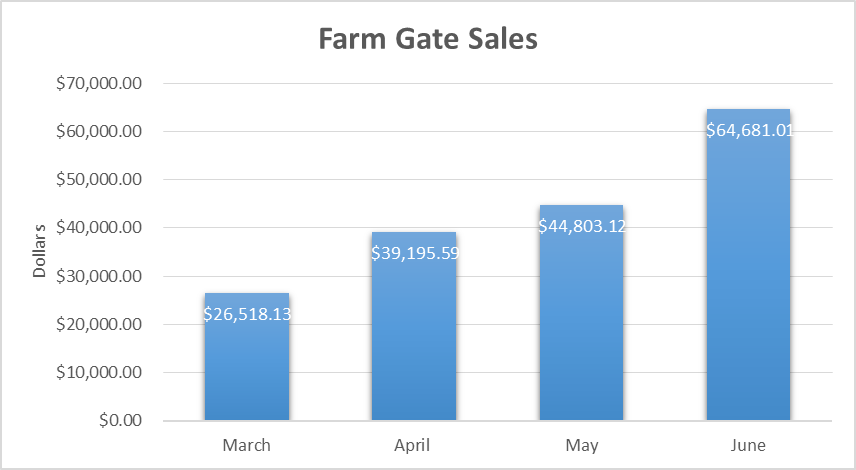 Farm Gate Sales
$70,000.00
$60,000.00
$50,000.00
$40,000.00
$30,000.00
$20,000.00
$10,000.00
$0.00
Dollars
$26,518.13
$39,195.59
$44,803.12
$64,681.01
March
April
May
June